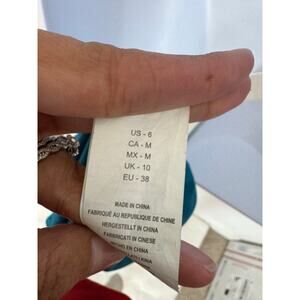 US - 6
CA - M
MX - M
UK - 10
EU - 38
MADE IN CHINA
FABRIQUÉ AU REPUBLIQUE DE CHINE
HERGESTELLT IN CHINA
FABBRICATI IN CINESE
HECHO EN CHINA